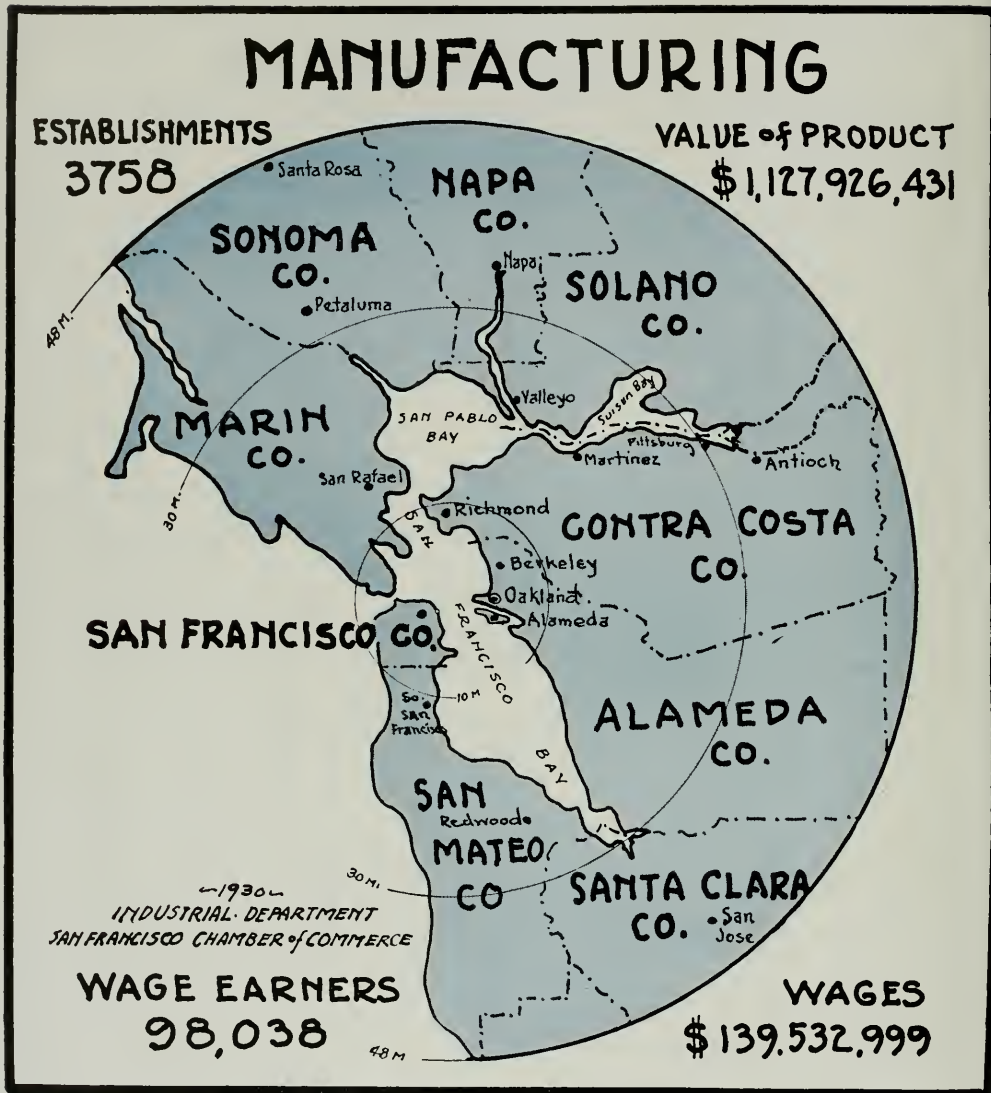 MANUFACTURING
ESTABLISHMENTS
3758
VALUE of PRODUCT
$1,127,926,431
Santa Rosa
NAPA
CO.
SONOMA
CO.
Napa
SOLANO
CO.
Petaluma
48 M.
Valleyo
Suisun Bay
SAN PABLO
BAY
MARIN
CO.
Pittsburg
Martinez
Antioch
San Rafael
30 M.
Richmond
CONTRA COSTA
CO.
Berkeley
Oakland.
Alameda
SAN FRANCISCO CO.
SAN
FRANCISCO
BAY
10 M
So.
San
Francisco
ALAMEDA
CO.
SAN
Redwood
MATEO
CO
30 MI.
SANTA CLARA
CO.
San
Jose
~1930~
INDUSTRIAL. DEPARTMENT
SAN FRANCISCO CHAMBER of COMMERCE
WAGE EARNERS
98,038
48 M
WAGES
$139,532,999